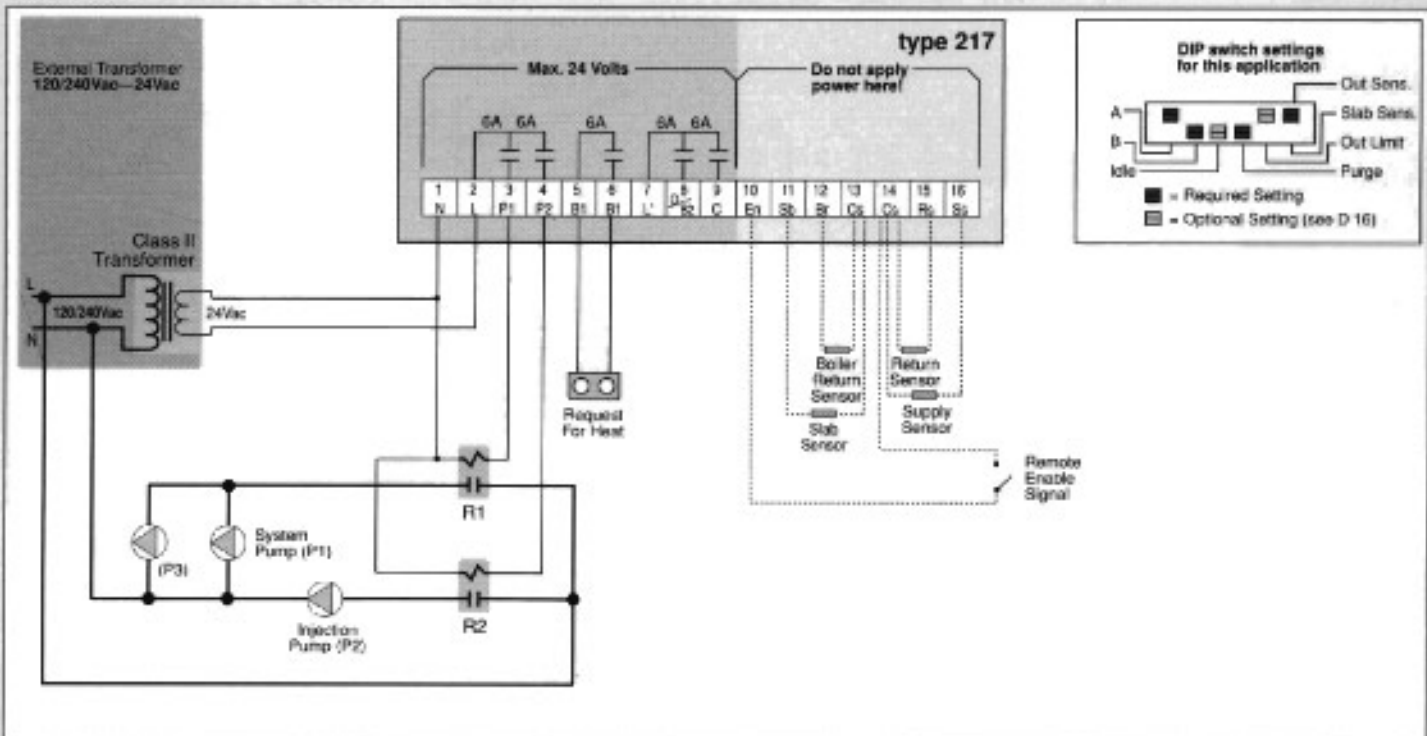 External Transformer
120/240Vac—24Vac
Class II
Transformer
L
120/240Vac
N
24Vac
type 217
Max. 24 Volts
Do not apply
power here!
6A 6A 6A 6A 6A
1 2 3 4 5 6 7 8 9 10 11 12 13 14 15 16
N L P1 P2 B1 B1 C En Sb Br Cs Cs Rs Ss
Request
For Heat
Boiler
Return
Sensor
Slab
Sensor
Return
Sensor
Supply
Sensor
Remote
Enable
Signal
R1
System
Pump (P1)
(P3)
R2
Injection
Pump (P2)
DIP switch settings
for this application
Out Sens.
A
Slab Sens.
B
Out Limit
Idle
Purge
= Required Setting
= Optional Setting (see D 16)